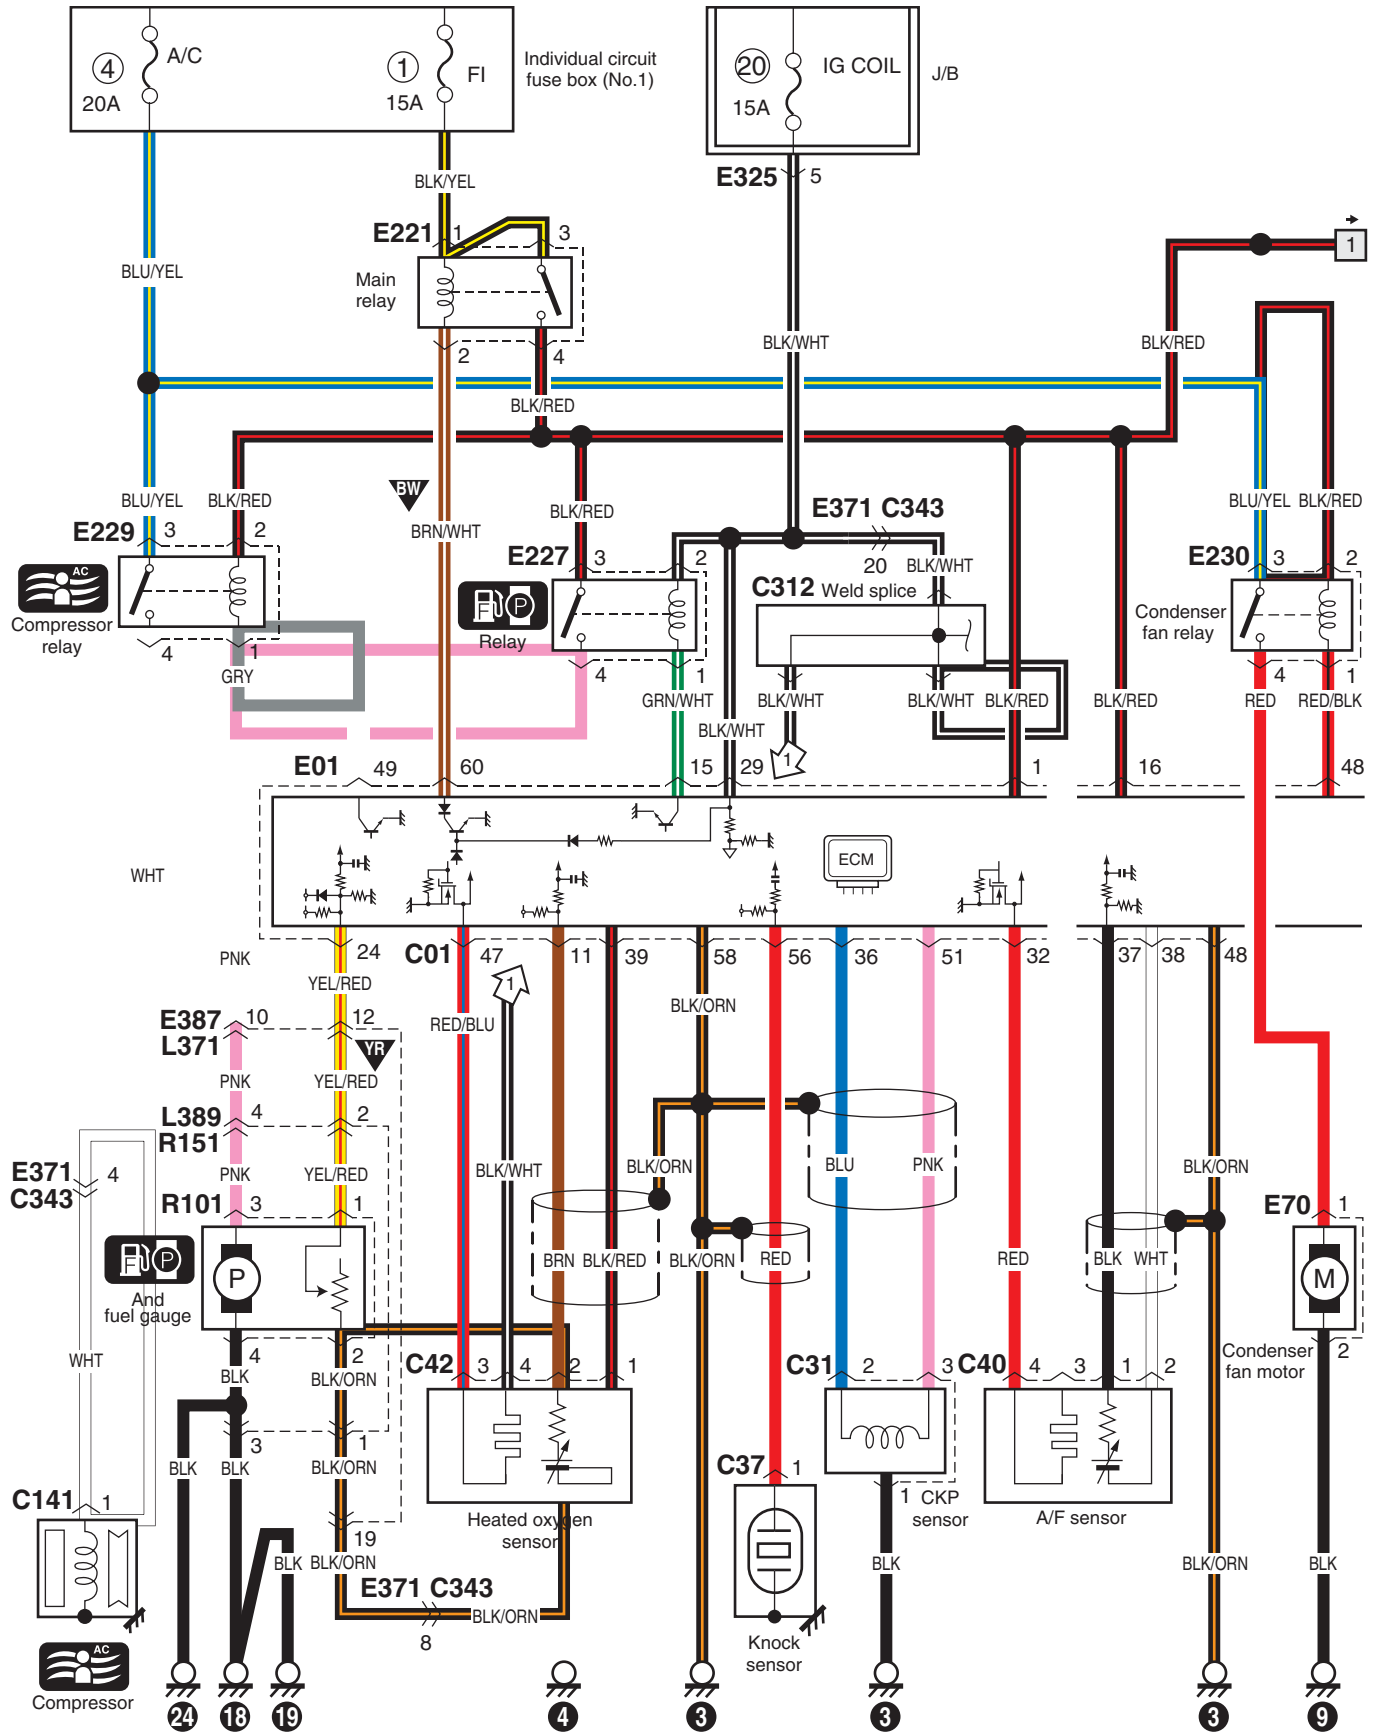 4
A/C
20A
1
FI
15A
Individual circuit
fuse box (No.1)
20
IG COIL
15A
J/B
E325
5
BLK/YEL
E221
1
3
1
Main
relay
BLU/YEL
BLK/WHT
BLK/RED
2
4
BLK/RED
BW
BLU/YEL
BLK/RED
BLK/RED
BRN/WHT
E371 C343
BLU/YEL
BLK/RED
E229
3
2
E227
3
2
20
BLK/WHT
E230
3
2
AC
Compressor
relay
F
P
Relay
C312
Weld splice
Condenser
fan relay
4
1
GRY
4
1
GRN/WHT
BLK/WHT
BLK/WHT
BLK/WHT
BLK/RED
BLK/RED
4
1
RED
RED/BLK
1
E01
49
60
15
29
1
16
48
ECM
WHT
PNK
24
C01
47
11
39
58
56
36
51
32
37
38
48
YEL/RED
1
BLK/ORN
RED/BLU
E387
10
12
L371
YR
PNK
YEL/RED
L389
4
2
R151
E371
4
C343
PNK
YEL/RED
BLK/WHT
BLK/ORN
BLU
PNK
BLK/ORN
R101
3
1
E70
1
F
P
And
fuel gauge
P
BRN
BLK/RED
BLK/ORN
RED
RED
BLK
WHT
M
WHT
4
2
BLK
BLK/ORN
C42
3
4
2
1
C31
2
3
C40
4
3
1
2
Condenser
fan motor
2
3
1
BLK
BLK
BLK/ORN
C37
1
C141
1
1
CKP
sensor
Heated oxygen
sensor
A/F sensor
19
BLK
BLK/ORN
BLK
BLK/ORN
BLK
E371 C343
BLK/ORN
8
Knock
sensor
AC
Compressor
24
18
19
4
3
3
3
9